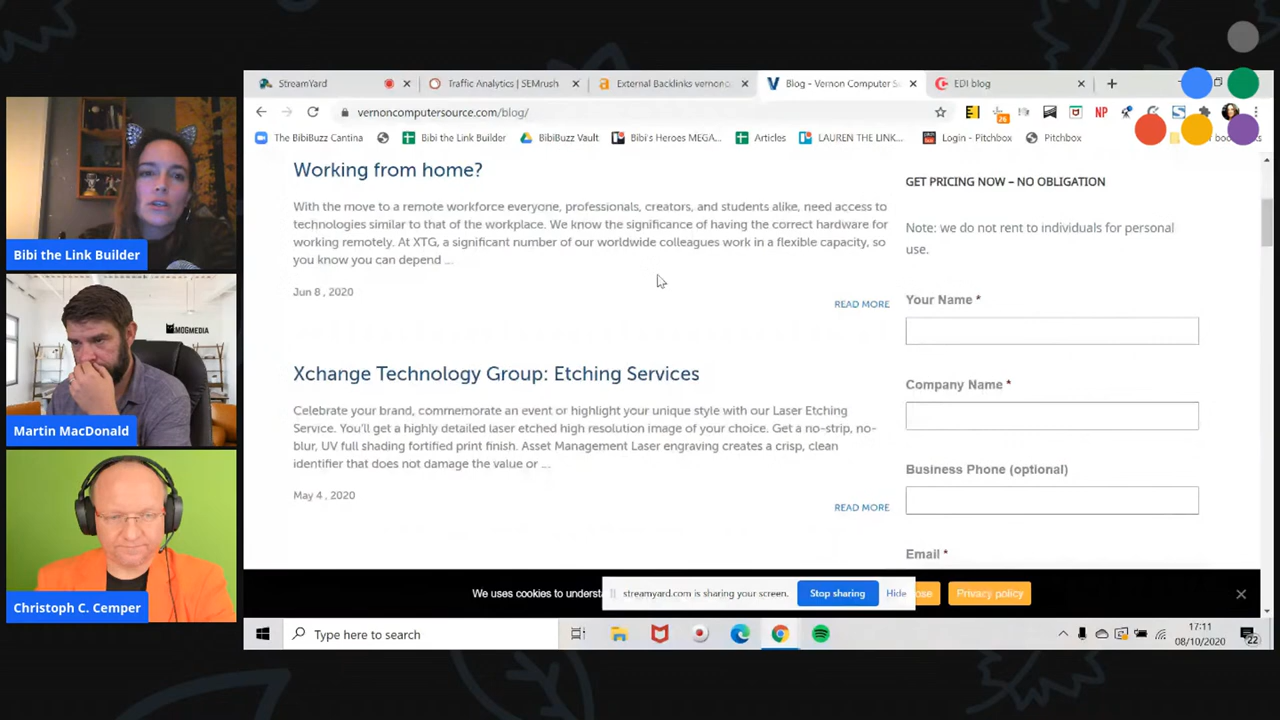 StreamYard
Traffic Analytics | SEMrush
External Backlinks vernonc
Blog - Vernon Computer S
EDI blog
vernoncomputersource.com/blog/
The BibiBuzz Cantina
Bibi the Link Builder
BibiBuzz Vault
Bibi's Heroes MEGA...
Articles
LAUREN THE LINK...
Login - Pitchbox
Pitchbox
Working from home?
With the move to a remote workforce everyone, professionals, creators, and students alike, need access to
technologies similar to that of the workplace. We know the significance of having the correct hardware for
working remotely. At XTG, a significant number of our worldwide colleagues work in a flexible capacity, so
you know you can depend ...
Jun 8 , 2020
READ MORE
Xchange Technology Group: Etching Services
Celebrate your brand, commemorate an event or highlight your unique style with our Laser Etching
Service. You'll get a highly detailed laser etched high resolution image of your choice. Get a no-strip, no-
blur, UV full shading fortified print finish. Asset Management Laser engraving creates a crisp, clean
identifier that does not damage the value or ...
May 4 , 2020
READ MORE
GET PRICING NOW – NO OBLIGATION
Note: we do not rent to individuals for personal
use.
Your Name *
Company Name *
Business Phone (optional)
Email *
We uses cookies to understa
streamyard.com is sharing your screen.
Stop sharing
Hide
ose
Privacy policy
Type here to search
17:11
08/10/2020
22
Bibi the Link Builder
MOGMEDIA
Martin MacDonald
Christoph C. Cemper